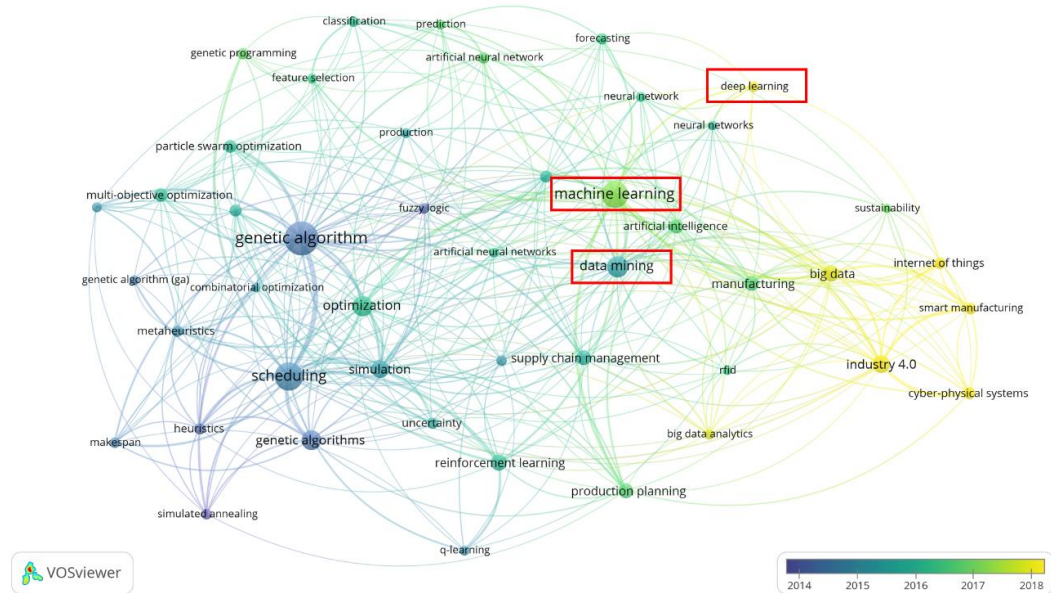 classification
prediction
forecasting
genetic programming
artificial neural network
feature selection
deep learning
neural network
production
neural networks
particle swarm optimization
multi-objective optimization
machine learning
fuzzy logic
sustainability
artificial intelligence
genetic algorithm
artificial neural networks
data mining
big data
internet of things
genetic algorithm (ga)
combinatorial optimization
manufacturing
optimization
smart manufacturing
metaheuristics
supply chain management
industry 4.0
scheduling
simulation
rfid
cyber-physical systems
uncertainty
heuristics
makespan
genetic algorithms
big data analytics
reinforcement learning
production planning
simulated annealing
q-learning
VOSviewer
2014 2015 2016 2017 2018